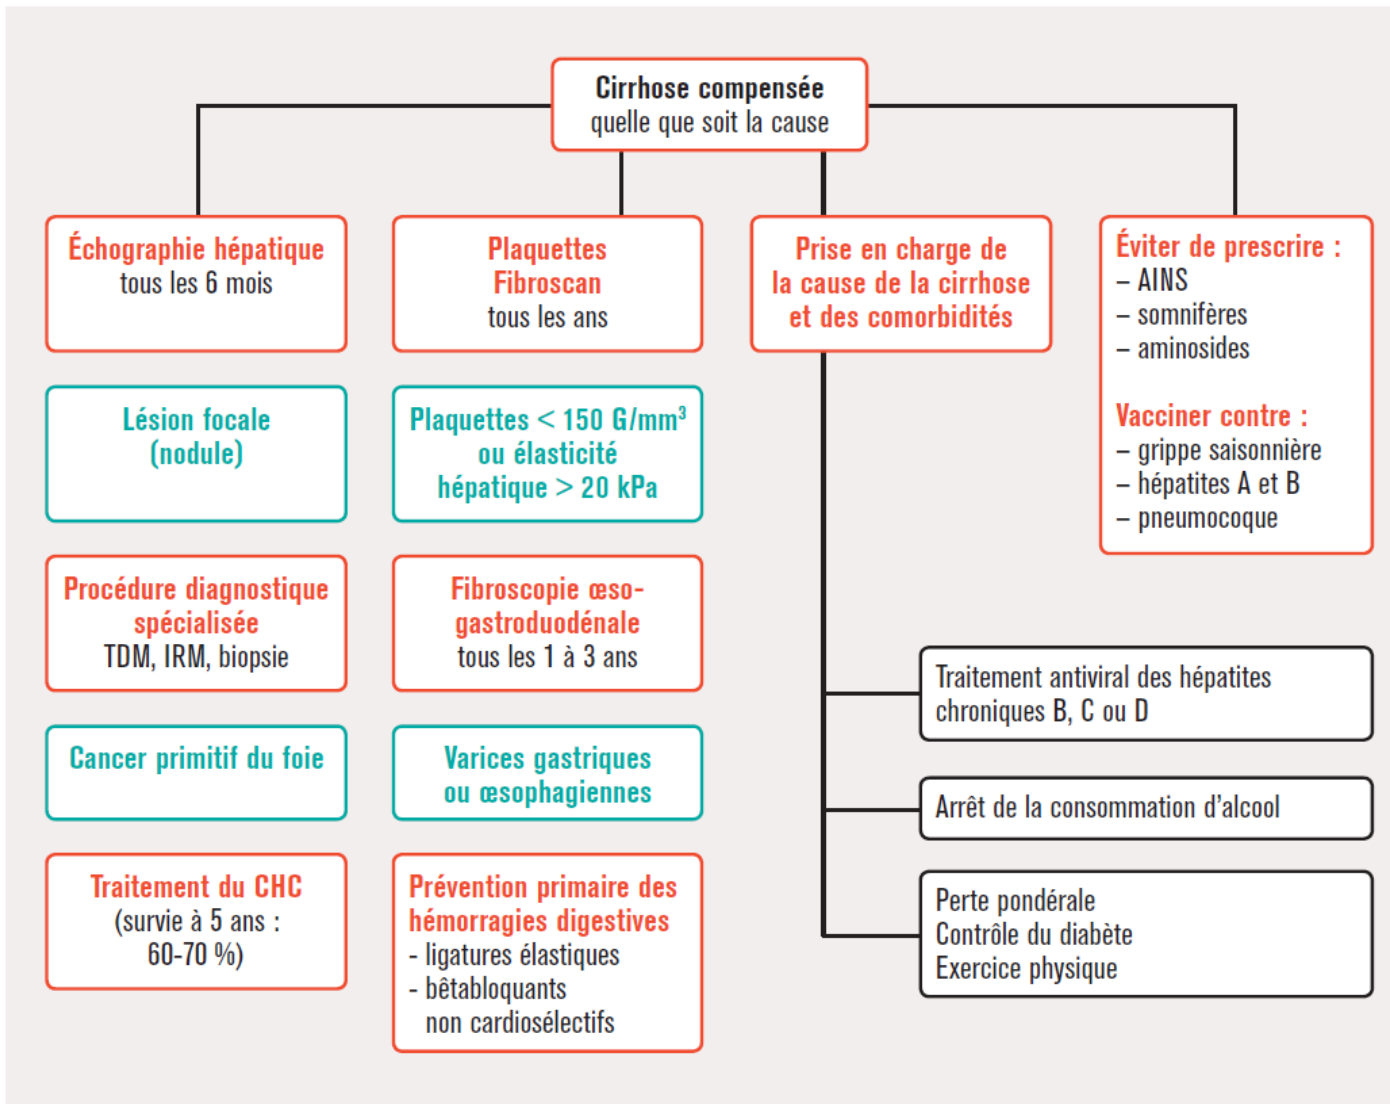 Cirrhose compensée
quelle que soit la cause
Échographie hépatique
tous les 6 mois
Lésion focale
(nodule)
Procédure diagnostique
spécialisée
TDM, IRM, biopsie
Cancer primitif du foie
Traitement du CHC
(survie à 5 ans :
60-70 %)
Plaquettes
Fibroscan
tous les ans
Plaquettes < 150 G/mm³
ou élasticité
hépatique > 20 kPa
Fibroscopie œso-
gastroduodénale
tous les 1 à 3 ans
Varices gastriques
ou œsophagiennes
Prévention primaire des
hémorragies digestives
- ligatures élastiques
- bêtabloquants
non cardiosélectifs
Prise en charge de
la cause de la cirrhose
et des comorbidités
Traitement antiviral des hépatites
chroniques B, C ou D
Arrêt de la consommation d'alcool
Perte pondérale
Contrôle du diabète
Exercice physique
Éviter de prescrire :
– AINS
– somnifères
– aminosides
Vacciner contre :
– grippe saisonnière
– hépatites A et B
– pneumocoque